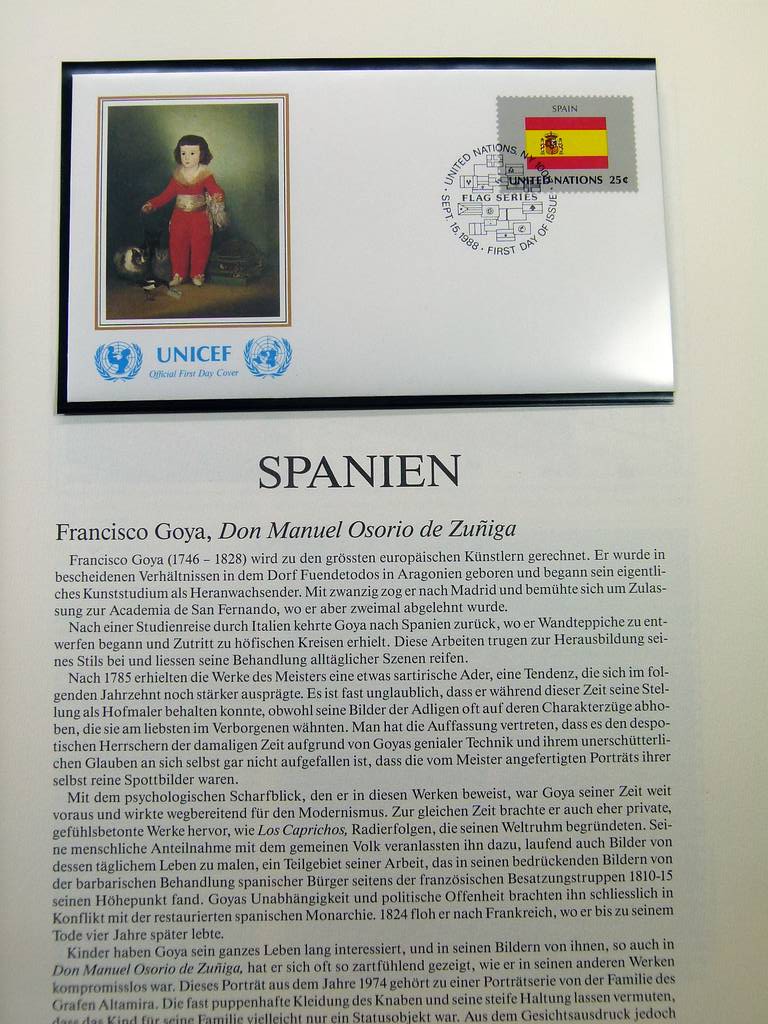 SPAIN
UNITED NATIONS 25¢
UNITED NATIONS, NY
FLAG SERIES
SEPT. 15, 1988 · FIRST DAY OF ISSUE
UNICEF
Official First Day Cover
SPANIEN
Francisco Goya, Don Manuel Osorio de Zuñiga
Francisco Goya (1746 – 1828) wird zu den grössten europäischen Künstlern gerechnet. Er wurde in
bescheidenen Verhältnissen in dem Dorf Fuendetodos in Aragonien geboren und begann sein eigentli-
ches Kunststudium als Heranwachsender. Mit zwanzig zog er nach Madrid und bemühte sich um Zulas-
sung zur Academia de San Fernando, wo er aber zweimal abgelehnt wurde.
Nach einer Studienreise durch Italien kehrte Goya nach Spanien zurück, wo er Wandteppiche zu ent-
werfen begann und Zutritt zu höfischen Kreisen erhielt. Diese Arbeiten trugen zur Herausbildung sei-
nes Stils bei und liessen seine Behandlung alltäglicher Szenen reifen.
Nach 1785 erhielten die Werke des Meisters eine etwas sartirische Ader, eine Tendenz, die sich im fol-
genden Jahrzehnt noch stärker ausprägte. Es ist fast unglaublich, dass er während dieser Zeit seine Stel-
lung als Hofmaler behalten konnte, obwohl seine Bilder der Adligen oft auf deren Charakterzüge abho-
ben, die sie am liebsten im Verborgenen wähnten. Man hat die Auffassung vertreten, dass es den despo-
tischen Herrschern der damaligen Zeit aufgrund von Goyas genialer Technik und ihrem unerschütterli-
chen Glauben an sich selbst gar nicht aufgefallen ist, dass die vom Meister angefertigten Porträts ihrer
selbst reine Spottbilder waren.
Mit dem psychologischen Scharfblick, den er in diesen Werken beweist, war Goya seiner Zeit weit
voraus und wirkte wegbereitend für den Modernismus. Zur gleichen Zeit brachte er auch eher private,
gefühlsbetonte Werke hervor, wie Los Caprichos, Radierfolgen, die seinen Weltruhm begründeten. Sei-
ne menschliche Anteilnahme mit dem gemeinen Volk veranlassten ihn dazu, laufend auch Bilder von
dessen täglichem Leben zu malen, ein Teilgebiet seiner Arbeit, das in seinen bedrückenden Bildern von
der barbarischen Behandlung spanischer Bürger seitens der französischen Besatzungstruppen 1810-15
seinen Höhepunkt fand. Goyas Unabhängigkeit und politische Offenheit brachten ihn schliesslich in
Konflikt mit der restaurierten spanischen Monarchie. 1824 floh er nach Frankreich, wo er bis zu seinem
Tode vier Jahre später lebte.
Kinder haben Goya sein ganzes Leben lang interessiert, und in seinen Bildern von ihnen, so auch in
Don Manuel Osorio de Zuñiga, hat er sich oft so zartfühlend gezeigt, wie er in seinen anderen Werken
kompromisslos war. Dieses Porträt aus dem Jahre 1974 gehört zu einer Porträtserie von der Familie des
Grafen Altamira. Die fast puppenhafte Kleidung des Knaben und seine steife Haltung lassen vermuten,
dass das Kind für seine Familie vielleicht nur ein Statusobjekt war. Aus dem Gesichtsausdruck jedoch